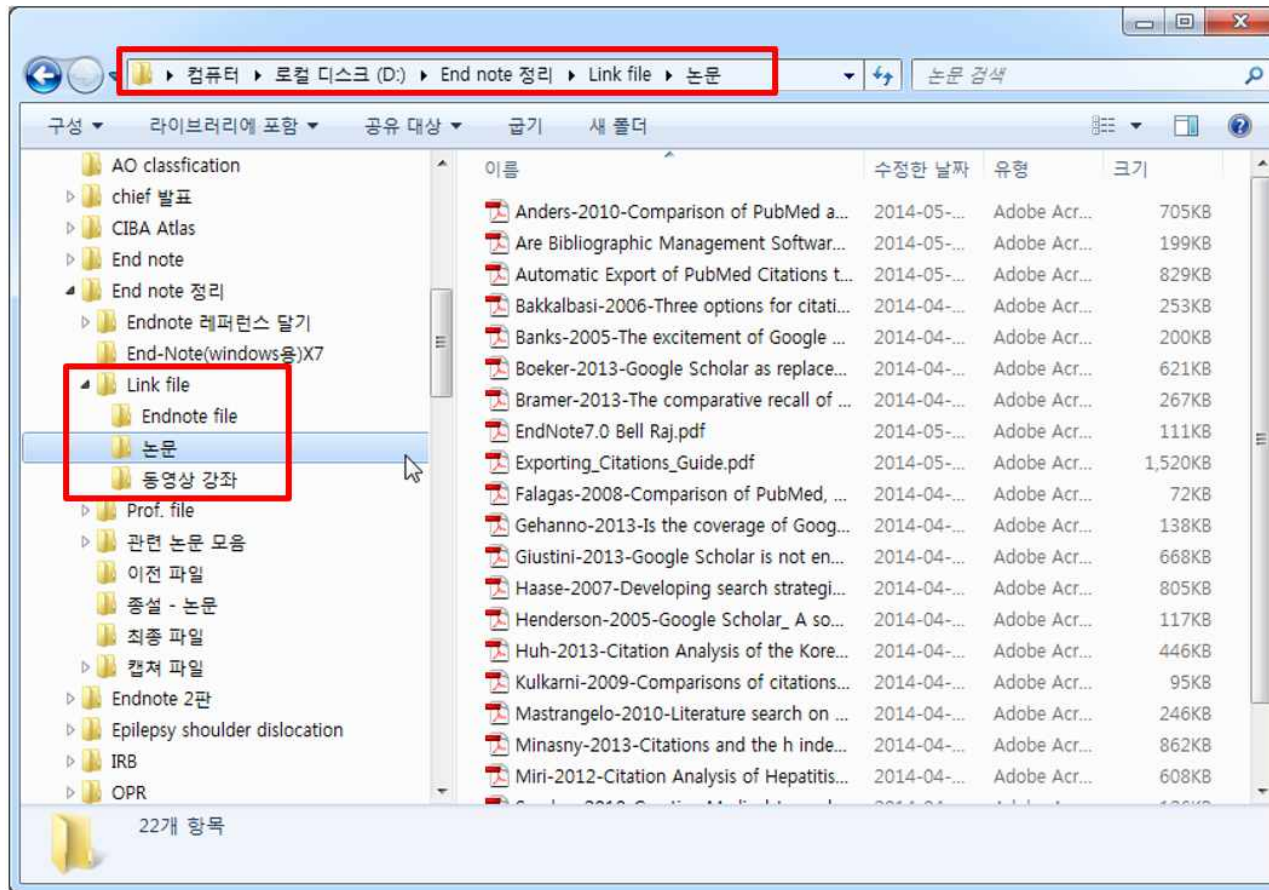 컴퓨터 ▸ 로컬 디스크 (D:) ▸ End note 정리 ▸ Link file ▸ 논문
논문 검색
구성 라이브러리에 포함 공유 대상 굽기 새 폴더
AO classfication
chief 발표
CIBA Atlas
End note
End note 정리
Endnote 레퍼런스 달기
End-Note(windows용)X7
Link file
Endnote file
논문
동영상 강좌
Prof. file
관련 논문 모음
이전 파일
종설 - 논문
최종 파일
캡쳐 파일
Endnote 2판
Epilepsy shoulder dislocation
IRB
OPR
이름 수정한 날짜 유형 크기
Anders-2010-Comparison of PubMed a... 2014-05-... Adobe Acr... 705KB
Are Bibliographic Management Softwar... 2014-05-... Adobe Acr... 199KB
Automatic Export of PubMed Citations t... 2014-05-... Adobe Acr... 829KB
Bakkalbasi-2006-Three options for citati... 2014-04-... Adobe Acr... 253KB
Banks-2005-The excitement of Google ... 2014-04-... Adobe Acr... 200KB
Boeker-2013-Google Scholar as replace... 2014-04-... Adobe Acr... 621KB
Bramer-2013-The comparative recall of ... 2014-04-... Adobe Acr... 267KB
EndNote7.0 Bell Raj.pdf 2014-05-... Adobe Acr... 111KB
Exporting_Citations_Guide.pdf 2014-05-... Adobe Acr... 1,520KB
Falagas-2008-Comparison of PubMed, ... 2014-04-... Adobe Acr... 72KB
Gehanno-2013-Is the coverage of Goog... 2014-04-... Adobe Acr... 138KB
Giustini-2013-Google Scholar is not en... 2014-04-... Adobe Acr... 668KB
Haase-2007-Developing search strategi... 2014-04-... Adobe Acr... 805KB
Henderson-2005-Google Scholar_ A so... 2014-04-... Adobe Acr... 117KB
Huh-2013-Citation Analysis of the Kore... 2014-04-... Adobe Acr... 446KB
Kulkarni-2009-Comparisons of citations... 2014-04-... Adobe Acr... 95KB
Mastrangelo-2010-Literature search on ... 2014-04-... Adobe Acr... 246KB
Minasny-2013-Citations and the h inde... 2014-04-... Adobe Acr... 862KB
Miri-2012-Citation Analysis of Hepatitis... 2014-04-... Adobe Acr... 608KB
22개 항목